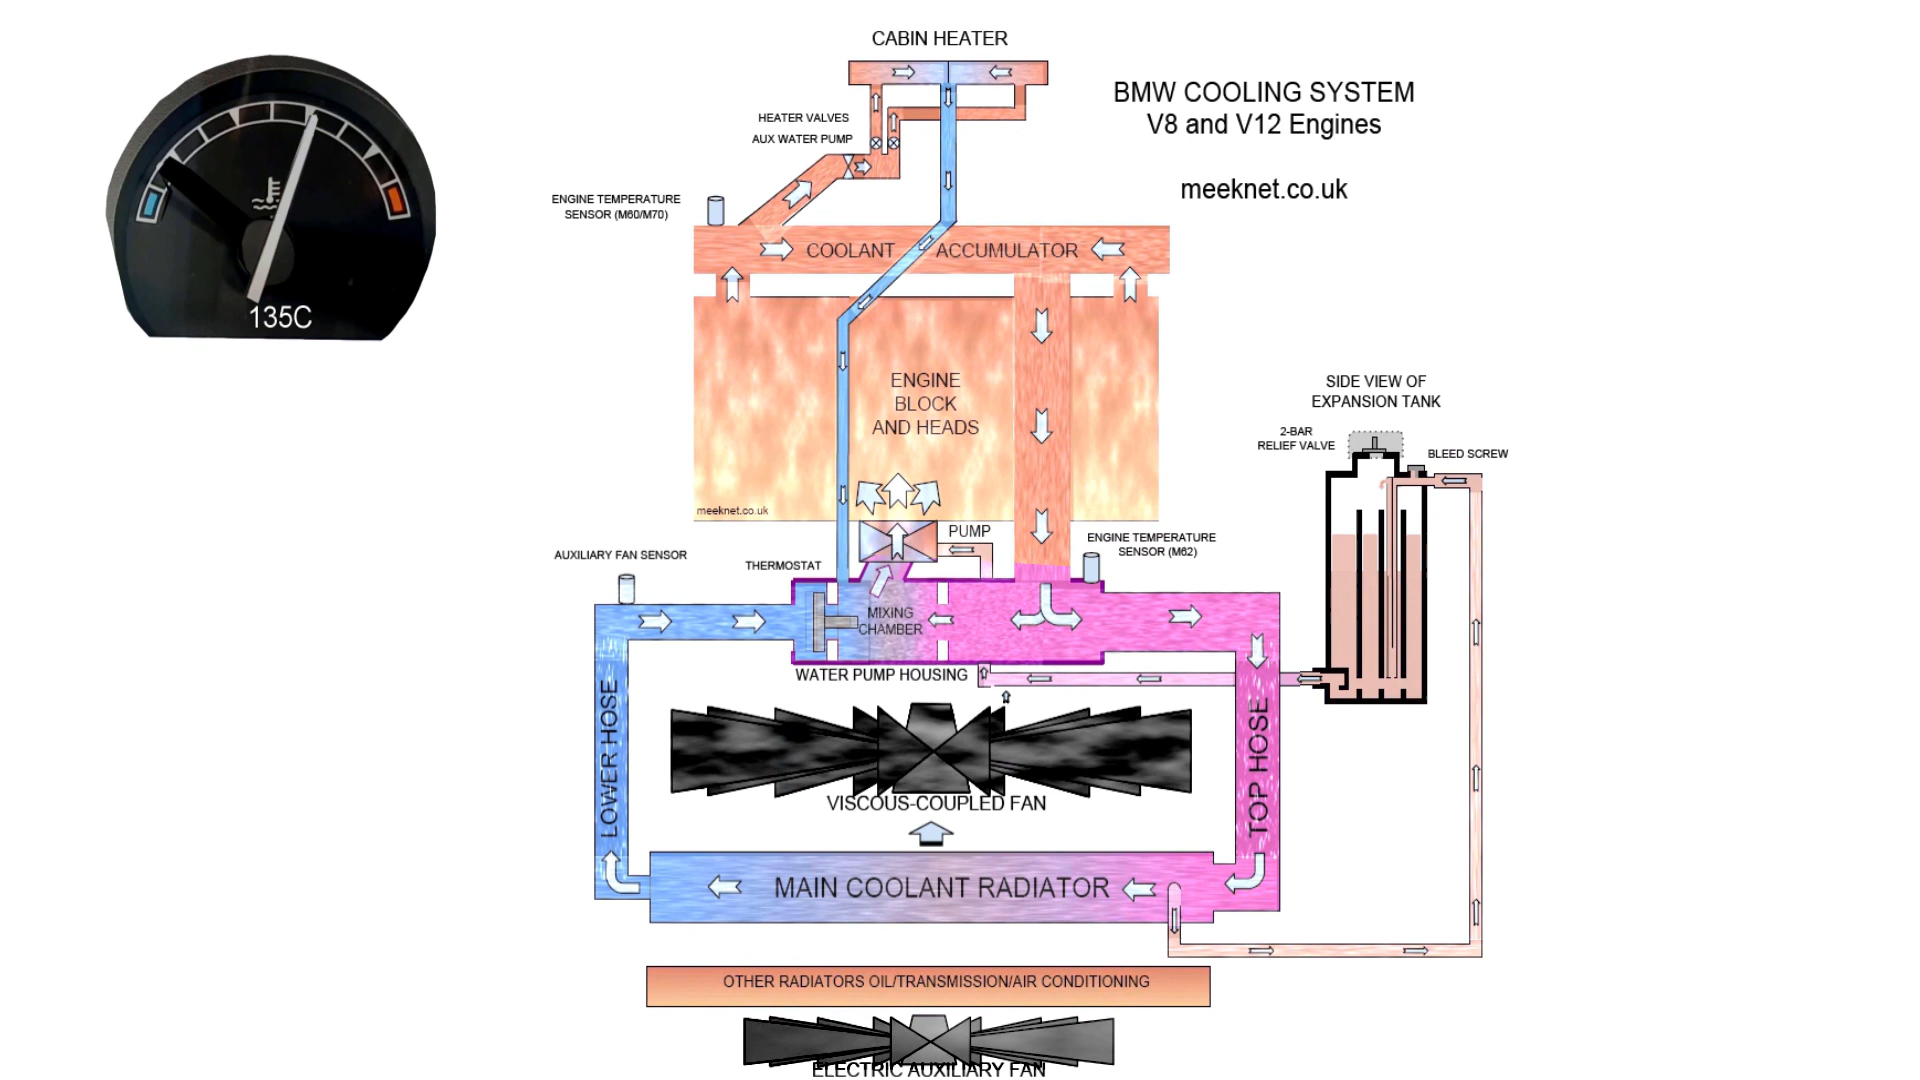 CABIN HEATER
BMW COOLING SYSTEM
V8 and V12 Engines
meeknet.co.uk
HEATER VALVES
AUX WATER PUMP
ENGINE TEMPERATURE
SENSOR (M60/M70)
COOLANT ACCUMULATOR
135C
ENGINE
BLOCK
AND HEADS
SIDE VIEW OF
EXPANSION TANK
2-BAR
RELIEF VALVE
BLEED SCREW
meeknet.co.uk
PUMP
ENGINE TEMPERATURE
SENSOR (M62)
AUXILIARY FAN SENSOR
THERMOSTAT
MIXING
CHAMBER
WATER PUMP HOUSING
LOWER HOSE
TOP HOSE
VISCOUS-COUPLED FAN
MAIN COOLANT RADIATOR
OTHER RADIATORS OIL/TRANSMISSION/AIR CONDITIONING
ELECTRIC AUXILIARY FAN